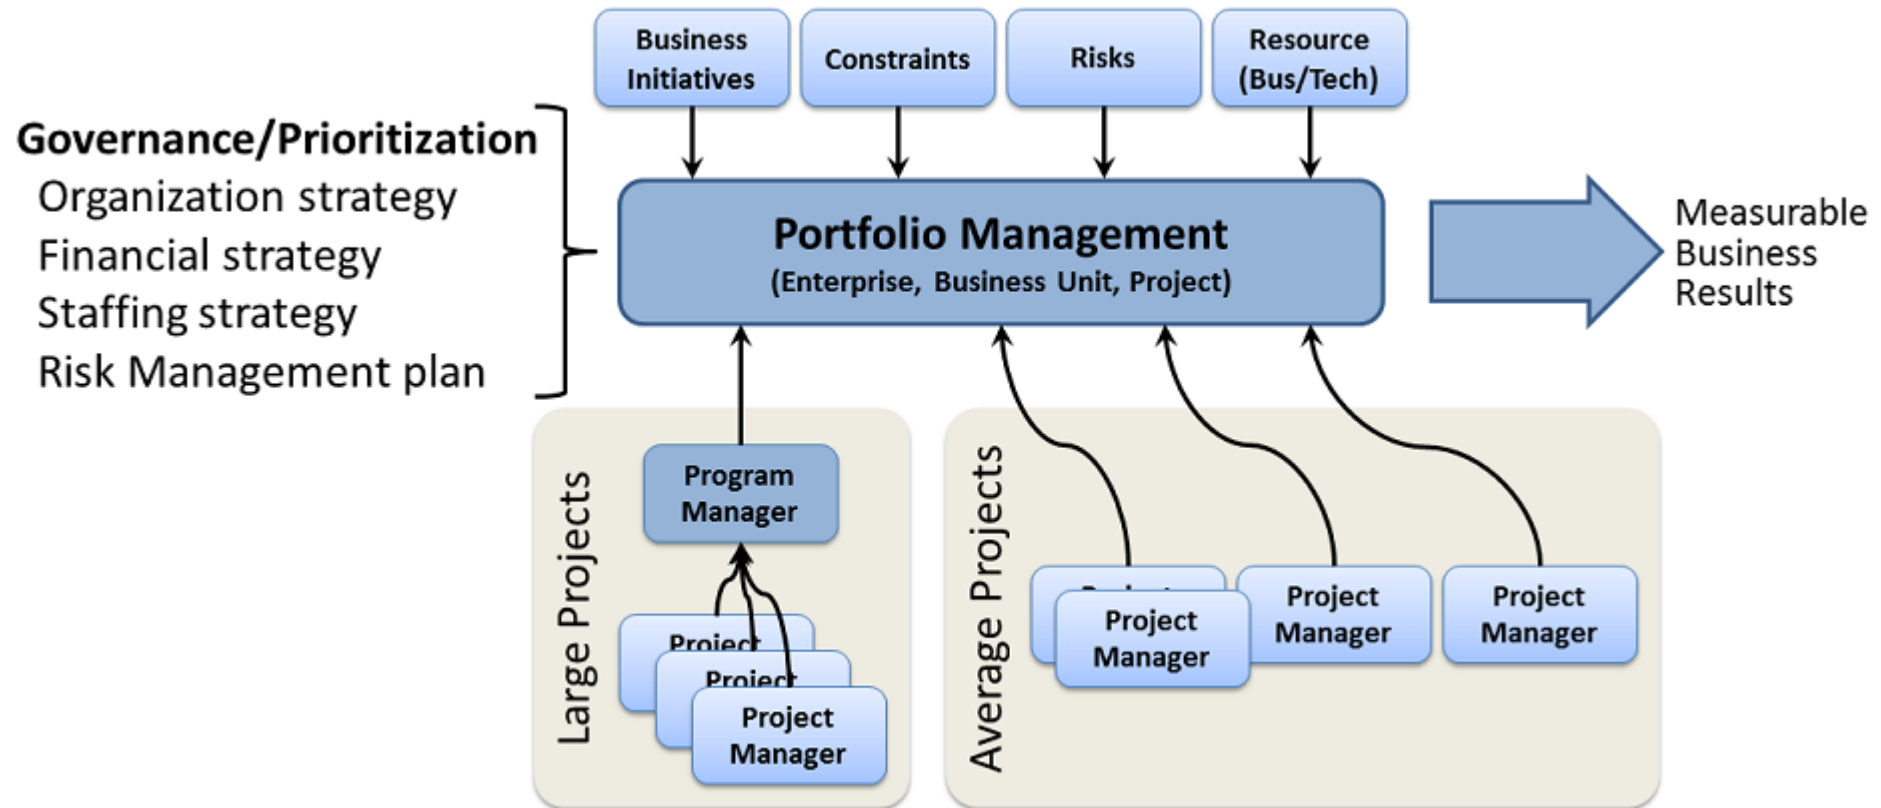 Business
Initiatives
Constraints
Risks
Resource
(Bus/Tech)
Governance/Prioritization
Organization strategy
Financial strategy
Staffing strategy
Risk Management plan
Portfolio Management
(Enterprise, Business Unit, Project)
Measurable
Business
Results
Large Projects
Program
Manager
Project
Project
Project
Manager
Average Projects
Project
Manager
Project
Manager
Project
Manager